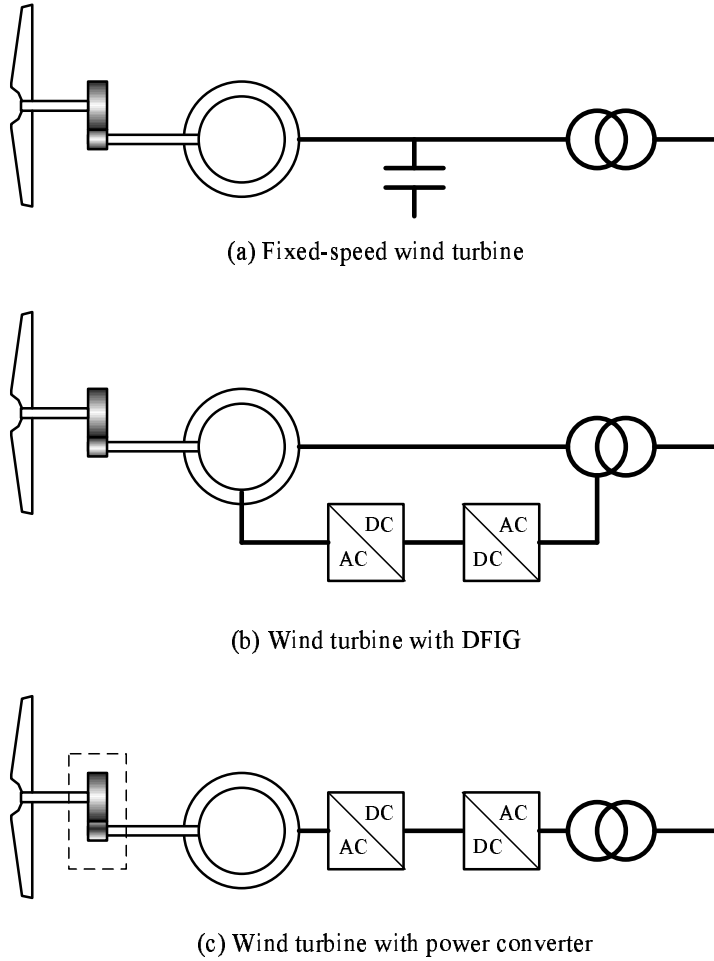 (a) Fixed-speed wind turbine
DC
AC
AC
DC
(b) Wind turbine with DFIG
DC
AC
AC
DC
(c) Wind turbine with power converter